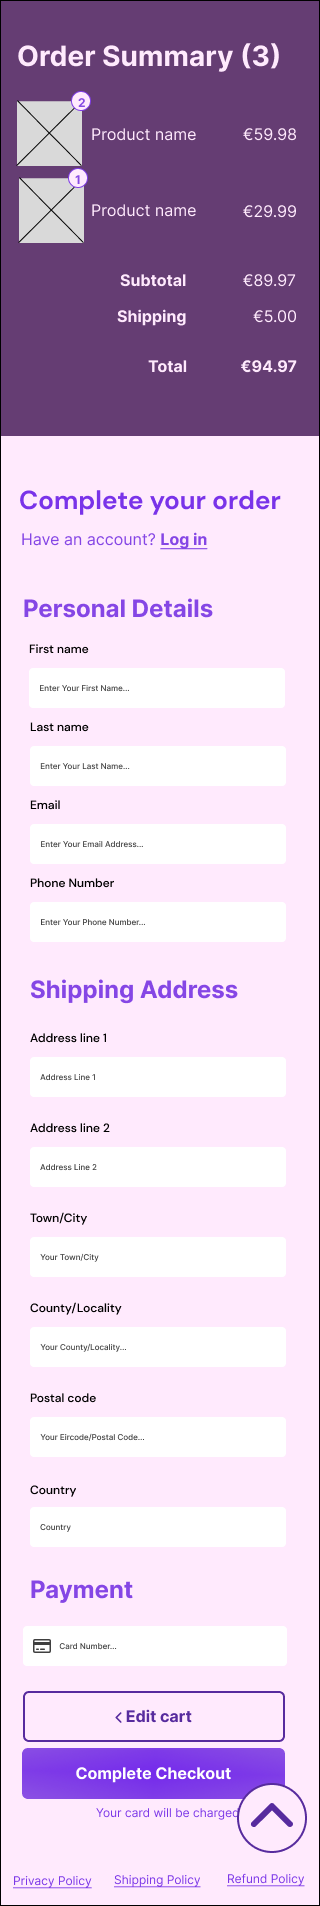 Order Summary (3)
2
Product name €59.98
1
Product name €29.99
Subtotal €89.97
Shipping €5.00
Total €94.97
Complete your order
Have an account? Log in
Personal Details
First name
Enter Your First Name...
Last name
Enter Your Last Name...
Email
Enter Your Email Address...
Phone Number
Enter Your Phone Number...
Shipping Address
Address line 1
Address Line 1
Address line 2
Address Line 2
Town/City
Your Town/City
County/Locality
Your County/Locality...
Postal code
Your Eircode/Postal Code...
Country
Country
Payment
Card Number...
Edit cart
Complete Checkout
Your card will be charged
Privacy Policy Shipping Policy Refund Policy